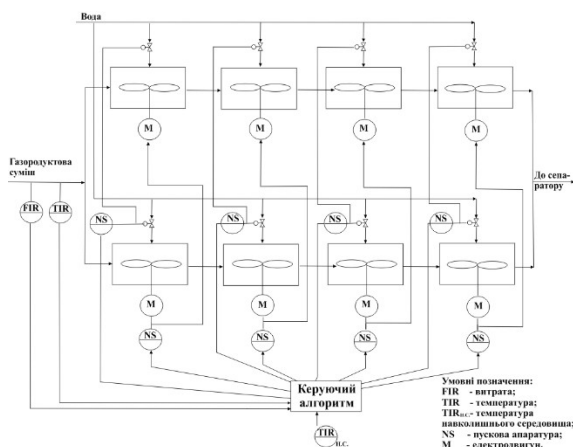 Вода
М
М
М
М
Газопродуктова
суміш
До сепа-
ратору
FIR
TIR
NS
NS
NS
NS
М
М
М
М
NS
NS
NS
NS
Керуючий
алгоритм
TIR
н.с.
Умовні позначення:
FIR - витрата;
TIR - температура;
TIRн.с.- температура
навколишнього середовища;
NS - пускова апаратура;
М - електродвигун.